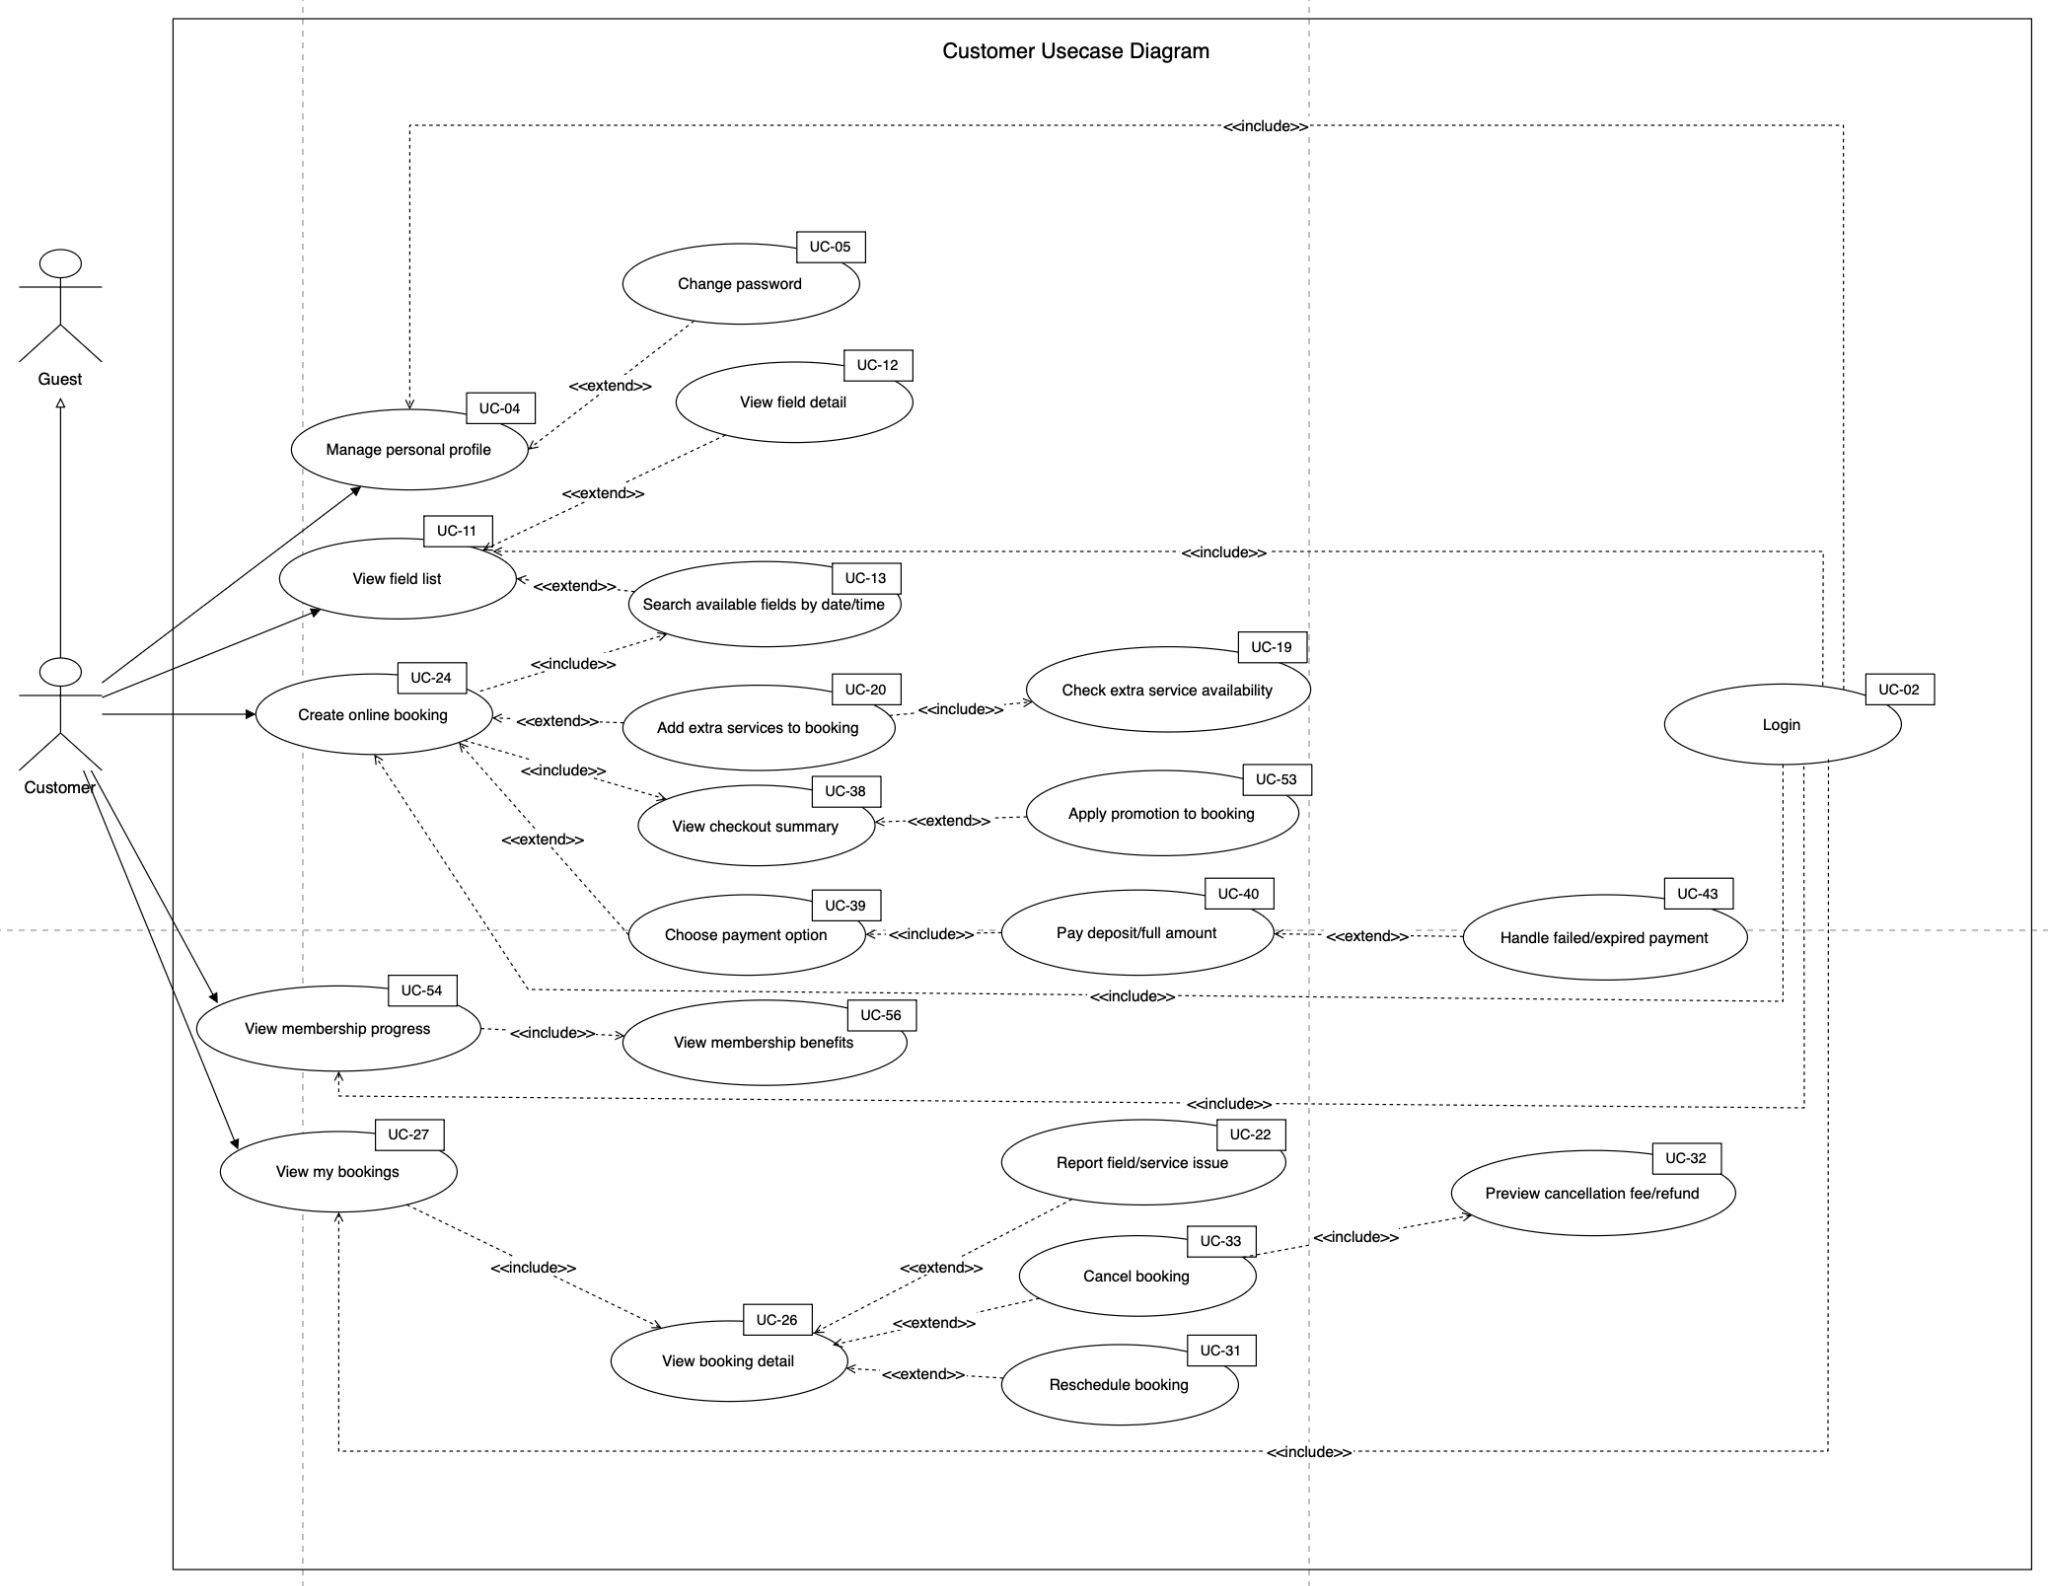 Customer Usecase Diagram
<<include>>
UC-05
Change password
Guest
<<extend>>
UC-12
View field detail
UC-04
Manage personal profile
<<extend>>
UC-11
View field list
<<include>>
<<extend>>
UC-13
Search available fields by date/time
<<include>>
UC-19
Check extra service availability
UC-24
Create online booking
<<extend>>
UC-20
Add extra services to booking
<<include>>
UC-02
Login
Customer
<<include>>
UC-38
View checkout summary
<<extend>>
UC-53
Apply promotion to booking
<<extend>>
UC-39
Choose payment option
<<include>>
UC-40
Pay deposit/full amount
<<extend>>
UC-43
Handle failed/expired payment
<<include>>
UC-54
View membership progress
<<include>>
UC-56
View membership benefits
<<include>>
UC-27
View my bookings
UC-22
Report field/service issue
UC-32
Preview cancellation fee/refund
<<include>>
<<extend>>
UC-33
Cancel booking
<<include>>
UC-26
View booking detail
<<extend>>
<<extend>>
UC-31
Reschedule booking
<<include>>